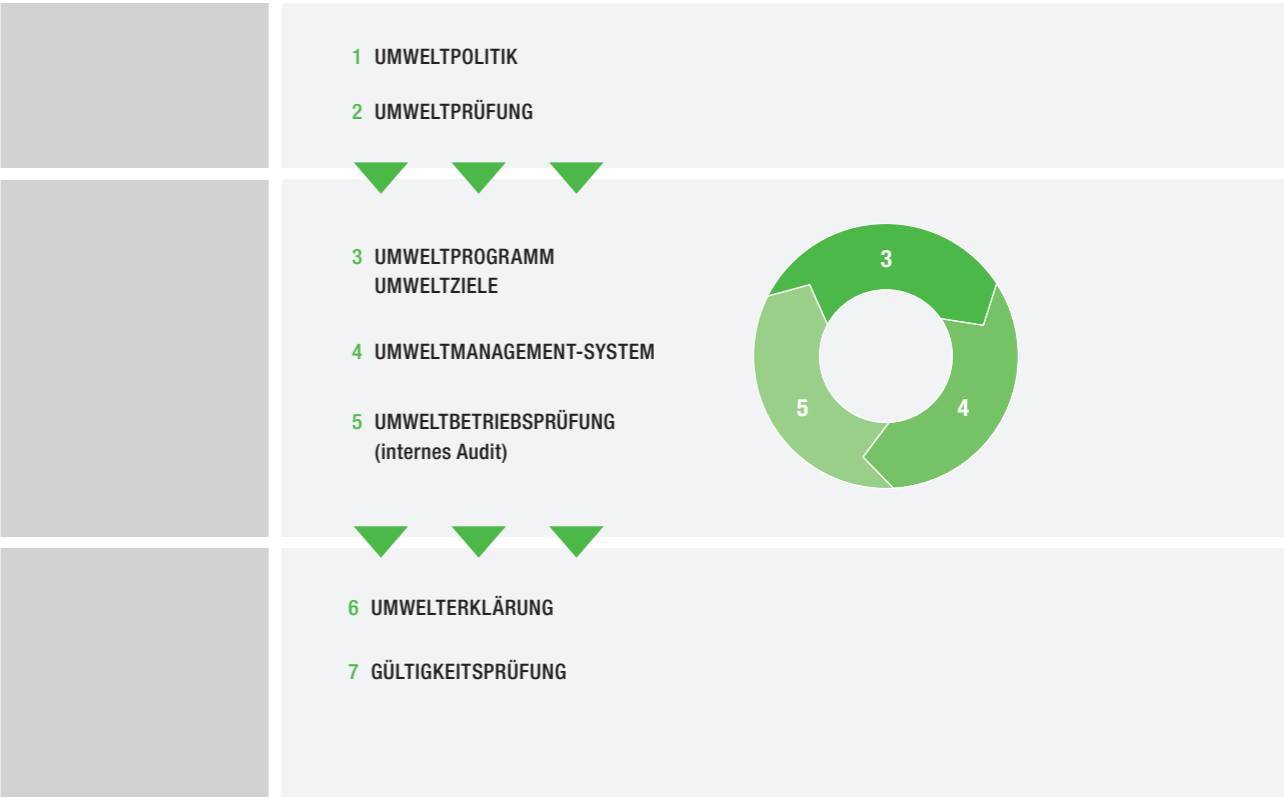 1 UMWELTPOLITIK
2 UMWELTPRÜFUNG
3 UMWELTPROGRAMM
UMWELTZIELE
4 UMWELTMANAGEMENT-SYSTEM
5 UMWELTBETRIEBSPRÜFUNG
(internes Audit)
3
5
4
6 UMWELTERKLÄRUNG
7 GÜLTIGKEITSPRÜFUNG